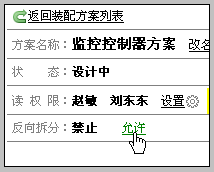 返回装配方案列表
方案名称：监控控制器方案 改名
状 态：设计中
读 权 限：赵敏 刘东东 设置
反向拆分：禁止 允许